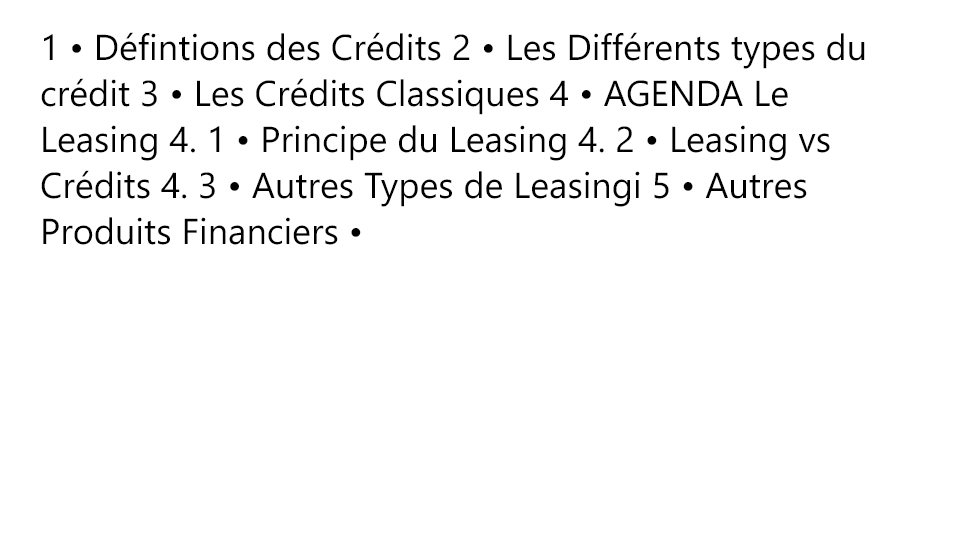 1 • Défintions des Crédits 2 • Les Différents types du
crédit 3 • Les Crédits Classiques 4 • AGENDA Le
Leasing 4. 1 • Principe du Leasing 4. 2 • Leasing vs
Crédits 4. 3 • Autres Types de Leasingi 5 • Autres
Produits Financiers •